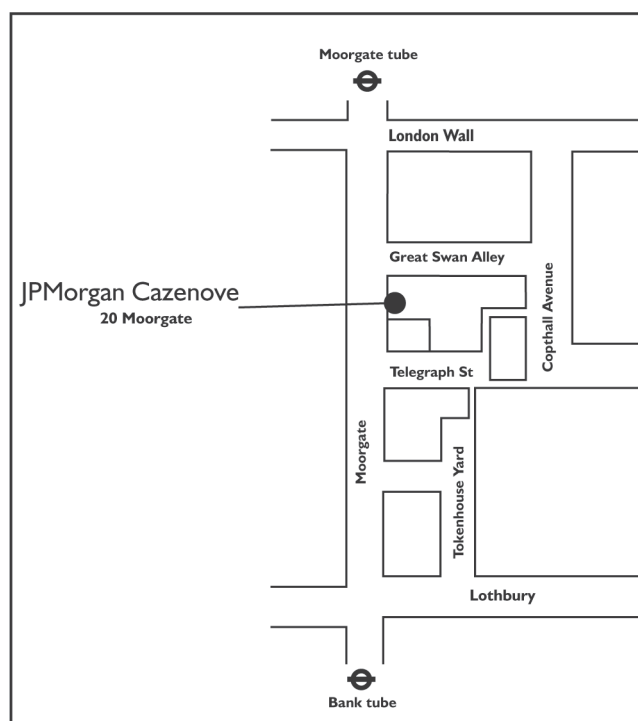 Moorgate tube
London Wall
Great Swan Alley
JPMorgan Cazenove
20 Moorgate
Copthall Avenue
Telegraph St
Moorgate
Tokenhouse Yard
Lothbury
Bank tube